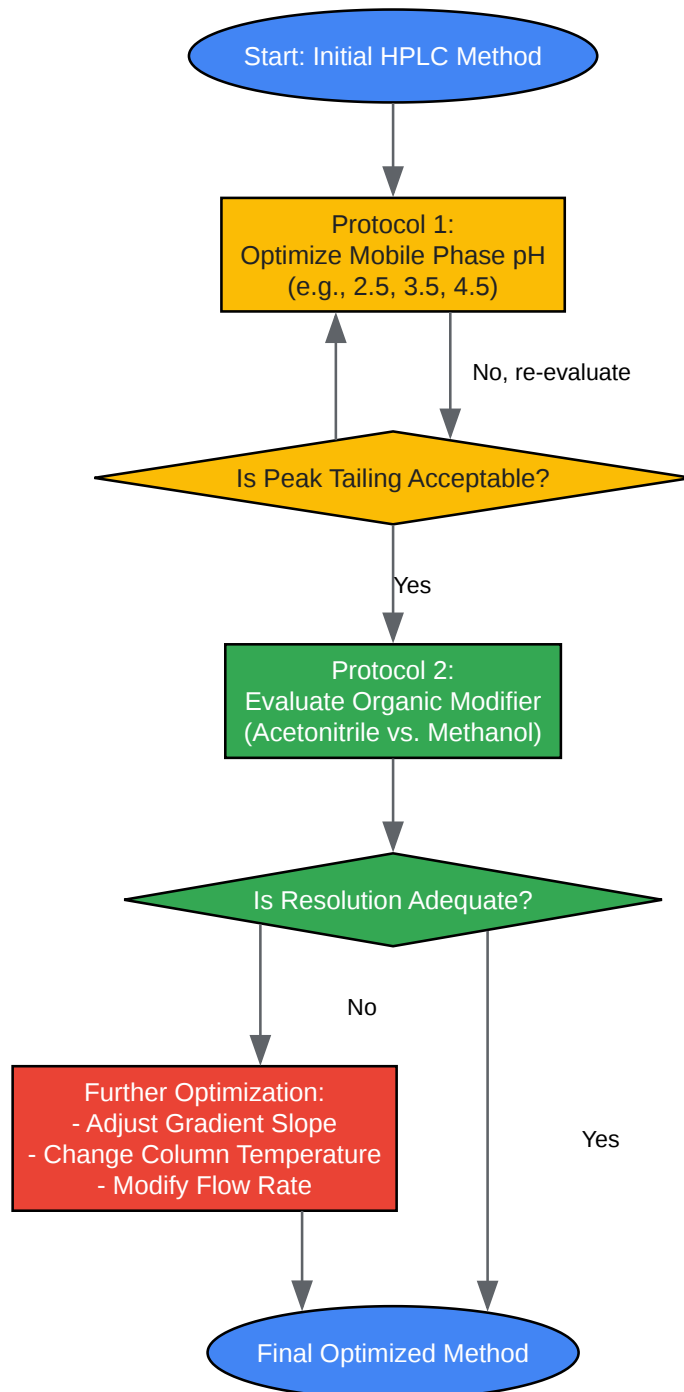 Start: Initial HPLC Method
Protocol 1:
Optimize Mobile Phase pH
(e.g., 2.5, 3.5, 4.5)
No, re-evaluate
Is Peak Tailing Acceptable?
Yes
Protocol 2:
Evaluate Organic Modifier
(Acetonitrile vs. Methanol)
Is Resolution Adequate?
No
Further Optimization:
- Adjust Gradient Slope
- Change Column Temperature
- Modify Flow Rate
Yes
Final Optimized Method